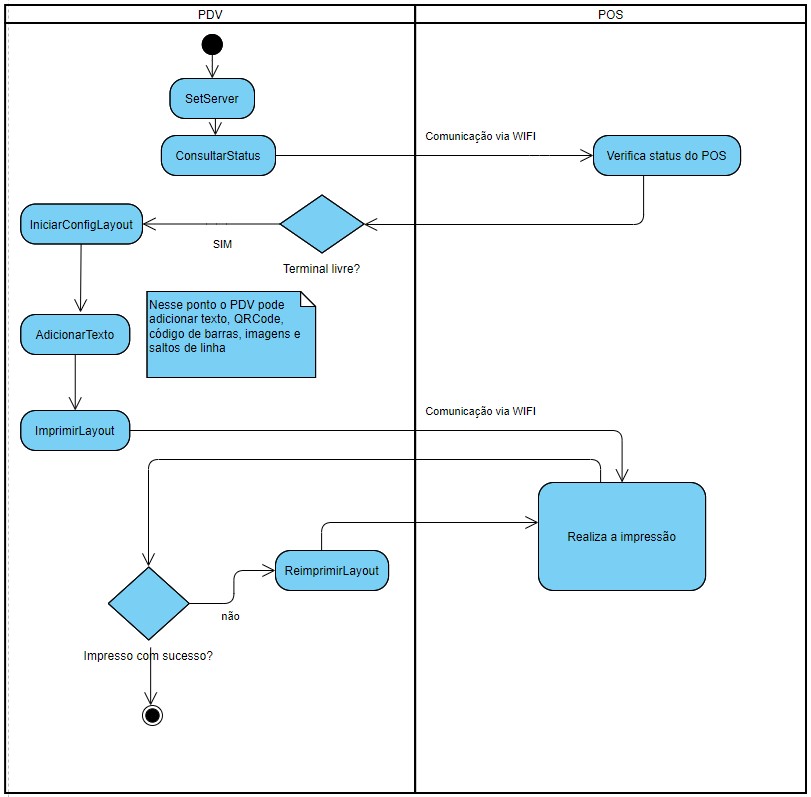 PDV
POS
SetServer
ConsultarStatus
Comunicação via WIFI
Verifica status do POS
IniciarConfigLayout
SIM
Terminal livre?
Nesse ponto o PDV pode
adicionar texto, QRCode,
código de barras, imagens e
saltos de linha
AdicionarTexto
ImprimirLayout
Comunicação via WIFI
Realiza a impressão
ReimprimirLayout
não
Impresso com sucesso?